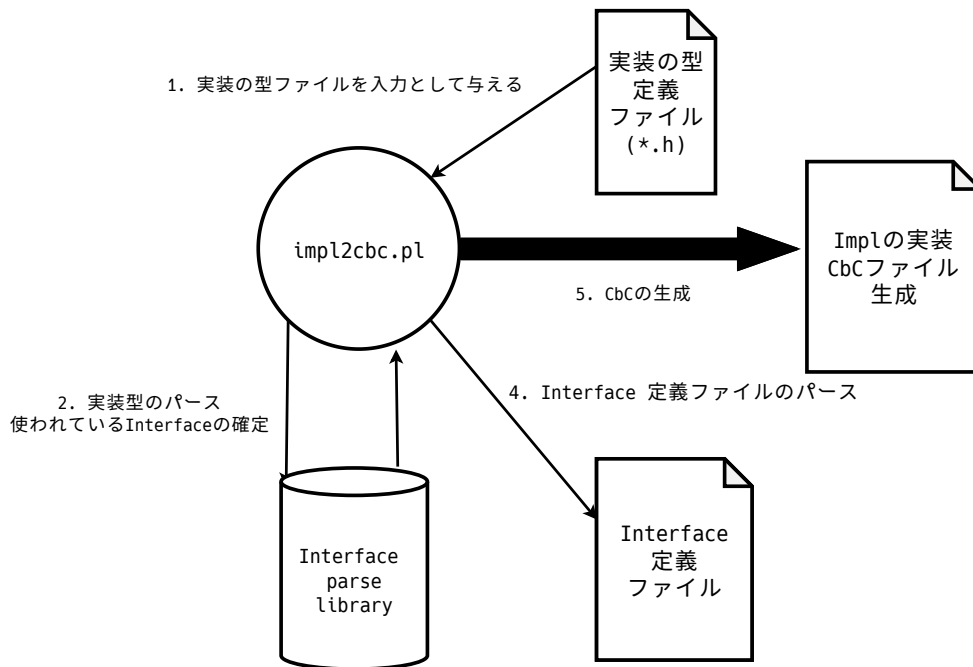 1. 実装の型ファイルを入力として与える
実装の型
定義
ファイル
(*.h)
impl2cbc.pl
Implの実装
CbCファイル
生成
5. CbCの生成
2. 実装型のパース
使われているInterfaceの確定
4. Interface 定義ファイルのパース
Interface
parse
library
Interface
定義
ファイル